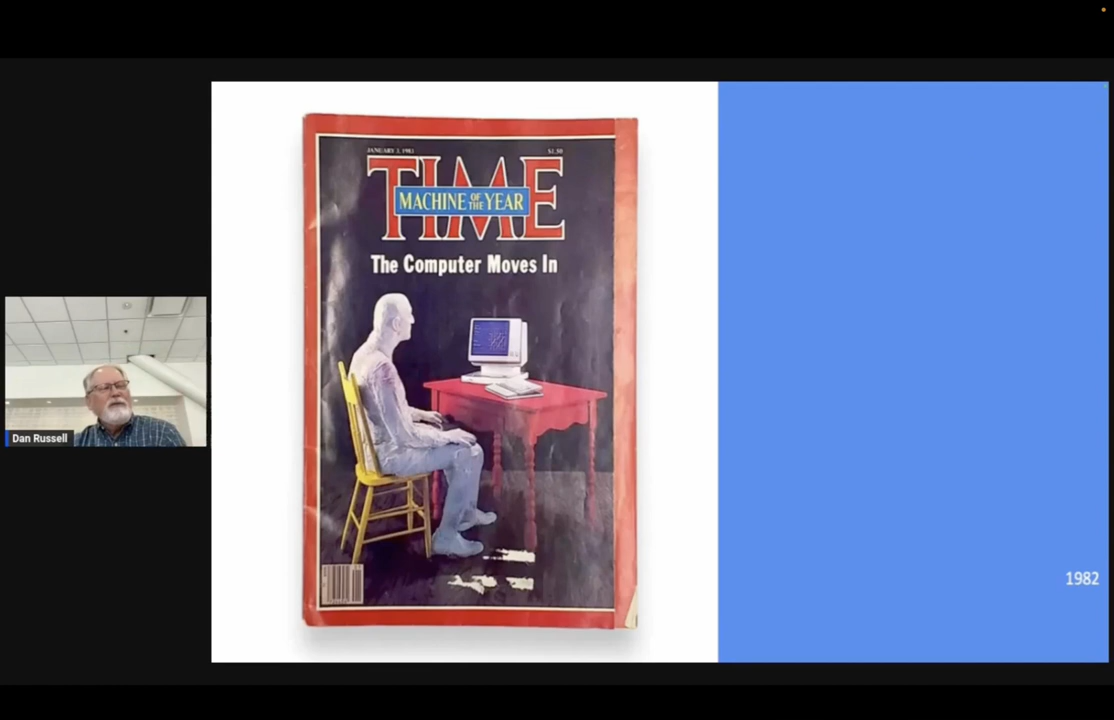 JANUARY 3, 1983
$1.50
TIME
MACHINE OF THE YEAR
The Computer Moves In
Dan Russell
1982